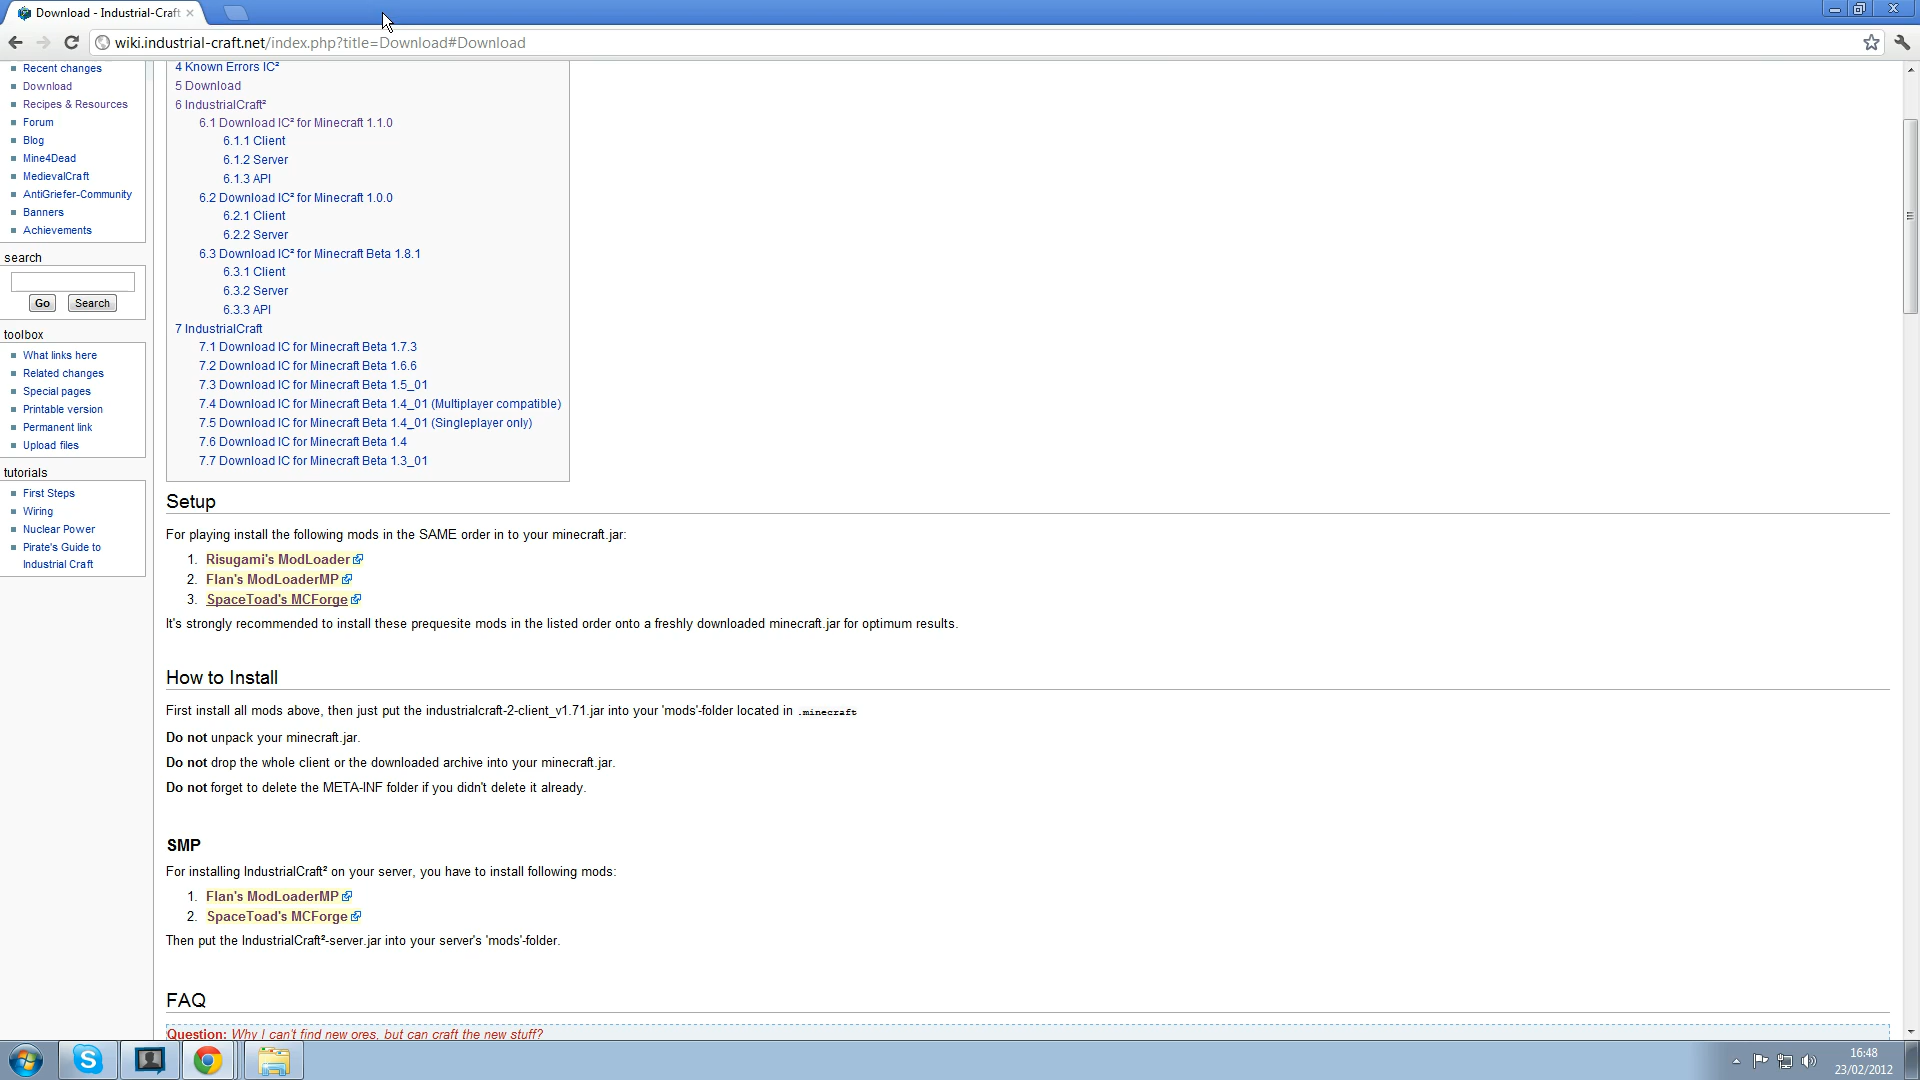 Download - Industrial-Craft
wiki.industrial-craft.net/index.php?title=Download#Download
Recent changes
Download
Recipes & Resources
Forum
Blog
Mine4Dead
MedievalCraft
AntiGriefer-Community
Banners
Achievements
search
Go Search
toolbox
What links here
Related changes
Special pages
Printable version
Permanent link
Upload files
tutorials
First Steps
Wiring
Nuclear Power
Pirate's Guide to
Industrial Craft
4 Known Errors IC²
5 Download
6 IndustrialCraft²
6.1 Download IC² for Minecraft 1.1.0
6.1.1 Client
6.1.2 Server
6.1.3 API
6.2 Download IC² for Minecraft 1.0.0
6.2.1 Client
6.2.2 Server
6.3 Download IC² for Minecraft Beta 1.8.1
6.3.1 Client
6.3.2 Server
6.3.3 API
7 IndustrialCraft
7.1 Download IC for Minecraft Beta 1.7.3
7.2 Download IC for Minecraft Beta 1.6.6
7.3 Download IC for Minecraft Beta 1.5_01
7.4 Download IC for Minecraft Beta 1.4_01 (Multiplayer compatible)
7.5 Download IC for Minecraft Beta 1.4_01 (Singleplayer only)
7.6 Download IC for Minecraft Beta 1.4
7.7 Download IC for Minecraft Beta 1.3_01
Setup
For playing install the following mods in the SAME order in to your minecraft.jar:
1. Risugami's ModLoader
2. Flan's ModLoaderMP
3. SpaceToad's MCForge
It's strongly recommended to install these prequesite mods in the listed order onto a freshly downloaded minecraft.jar for optimum results.
How to Install
First install all mods above, then just put the industrialcraft-2-client_v1.71.jar into your 'mods'-folder located in .minecraft
Do not unpack your minecraft.jar.
Do not drop the whole client or the downloaded archive into your minecraft.jar.
Do not forget to delete the META-INF folder if you didn't delete it already.
SMP
For installing IndustrialCraft² on your server, you have to install following mods:
1. Flan's ModLoaderMP
2. SpaceToad's MCForge
Then put the IndustrialCraft²-server.jar into your server's 'mods'-folder.
FAQ
Question: Why I can't find new ores, but can craft the new stuff?
16:48
23/02/2012